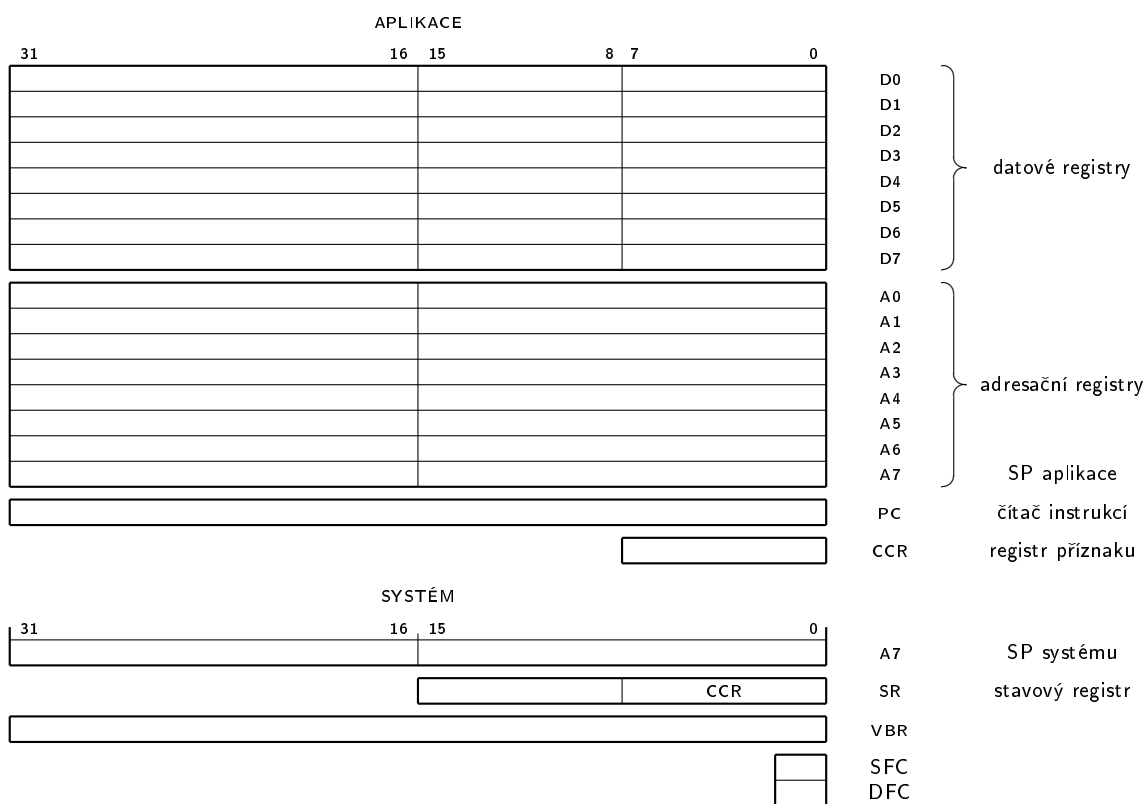 APLIKACE
31 16 15 8 7 0
D0
D1
D2
D3
datové registry
D4
D5
D6
D7
A0
A1
A2
A3
adresační registry
A4
A5
A6
A7 SP aplikace
PC čítač instrukcí
CCR registr příznaku
SYSTÉM
31 16 15 0
A7 SP systému
CCR SR stavový registr
VBR
SFC
DFC